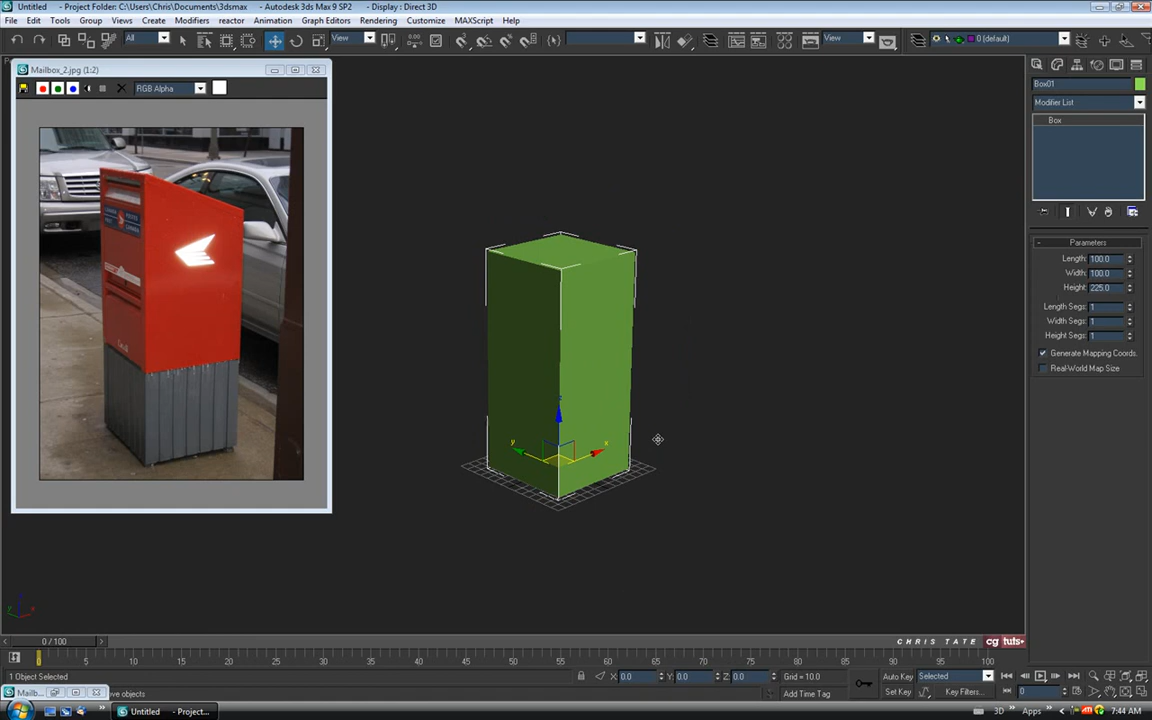 Untitled - Project Folder: C:\Users\Chris\Documents\3dsmax - Autodesk 3ds Max 9 SP2 - Display : Direct 3D
File Edit Tools Group Views Create Modifiers reactor Animation Graph Editors Rendering Customize MAXScript Help
All View View 0 (default)
Mailbox_2.jpg (1:2)
RGB Alpha
Box01
Modifier List
Box
- Parameters
Length: 100.0
Width: 100.0
Height: 225.0
Length Segs: 1
Width Segs: 1
Height Segs: 1
Generate Mapping Coords.
Real-World Map Size
z
y
x
CHRIS TATE cg tuts+
0 / 100
0 5 10 15 20 25 30 35 40 45 50 55 60 65 70 75 80 85 90 95 100
1 Object Selected X: 0.0 Y: 0.0 Z: 0.0 Grid = 10.0 Auto Key Selected
Mailb... ove objects Add Time Tag Set Key Key Filters... 0
Untitled - Project... 3D Apps 7:44 AM